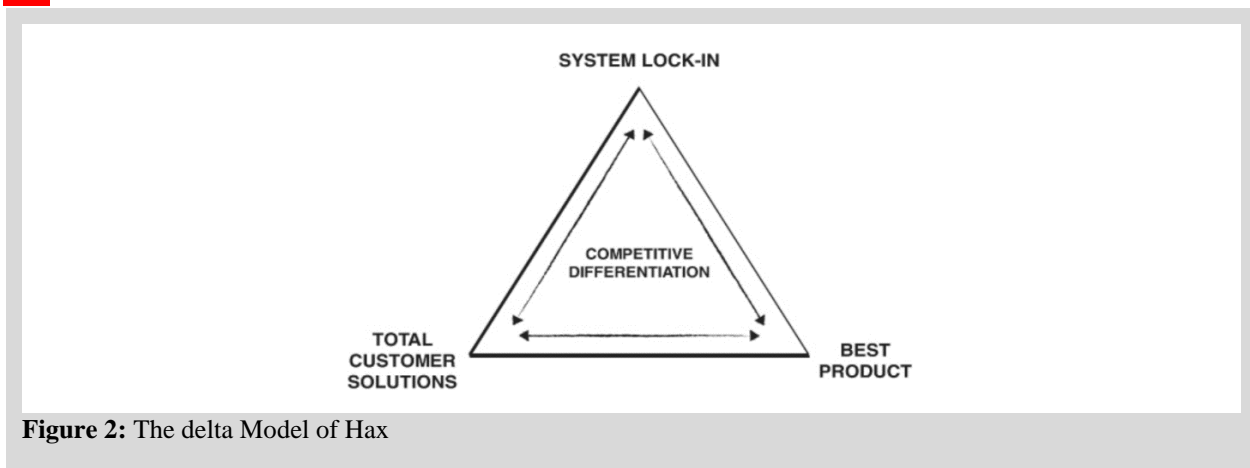 SYSTEM LOCK-IN
COMPETITIVE
DIFFERENTIATION
TOTAL
CUSTOMER
SOLUTIONS
BEST
PRODUCT
Figure 2: The delta Model of Hax